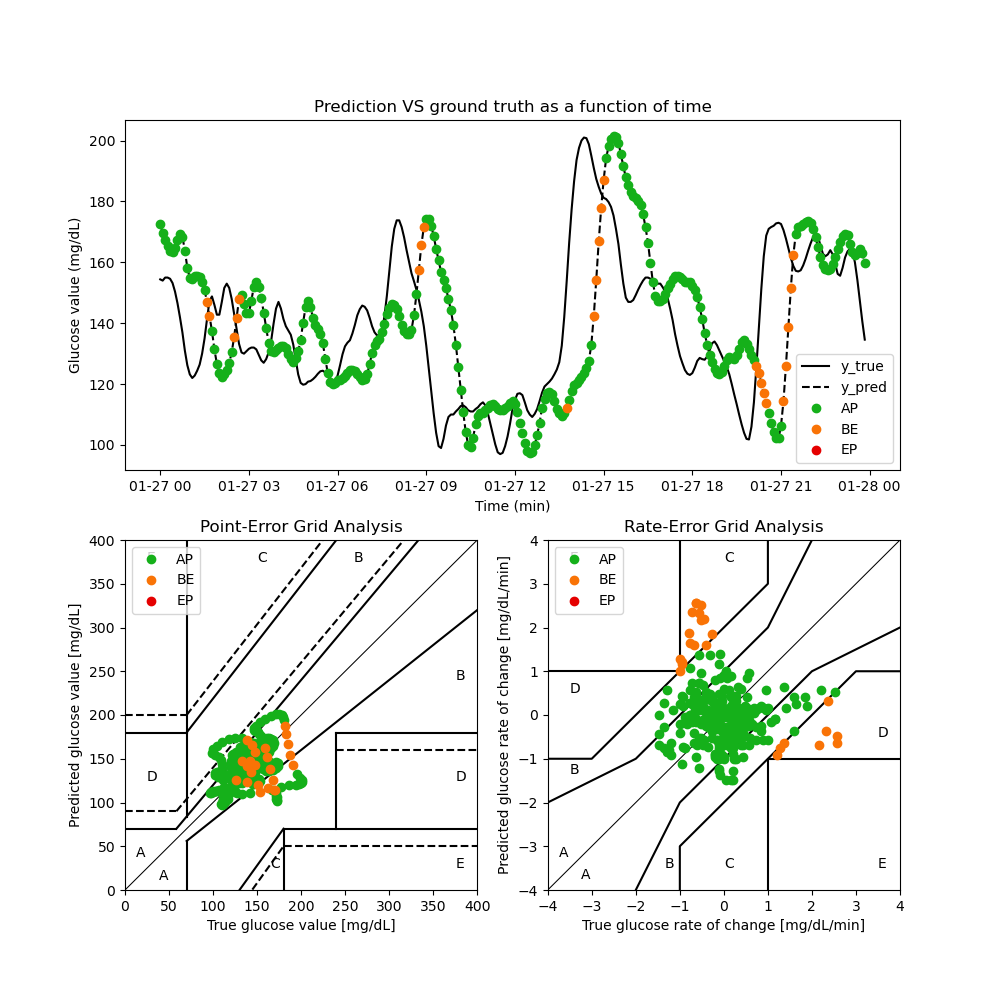 Prediction VS ground truth as a function of time
Glucose value (mg/dL)
200
180
160
140
120
100
y_true
y_pred
AP
BE
EP
01-27 00 01-27 03 01-27 06 01-27 09 01-27 12 01-27 15 01-27 18 01-27 21 01-28 00
Time (min)
Point-Error Grid Analysis
Predicted glucose value [mg/dL]
400
350
300
250
200
150
100
50
0
AP
BE
EP
C
B
B
D
D
A
A
C
E
0 50 100 150 200 250 300 350 400
True glucose value [mg/dL]
Rate-Error Grid Analysis
Predicted glucose rate of change [mg/dL/min]
4
3
2
1
0
−1
−2
−3
−4
AP
BE
EP
C
D
D
B
A
A
B
C
E
−4 −3 −2 −1 0 1 2 3 4
True glucose rate of change [mg/dL/min]